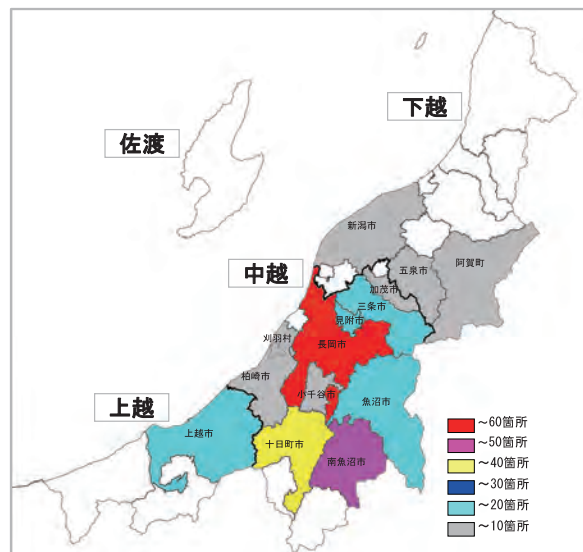 下越
佐渡
新潟市
中越
五泉市
阿賀町
加茂市
三条市
見附市
刈羽村
長岡市
柏崎市
小千谷市
魚沼市
上越
上越市
十日町市
南魚沼市
～60箇所
～50箇所
～40箇所
～30箇所
～20箇所
～10箇所